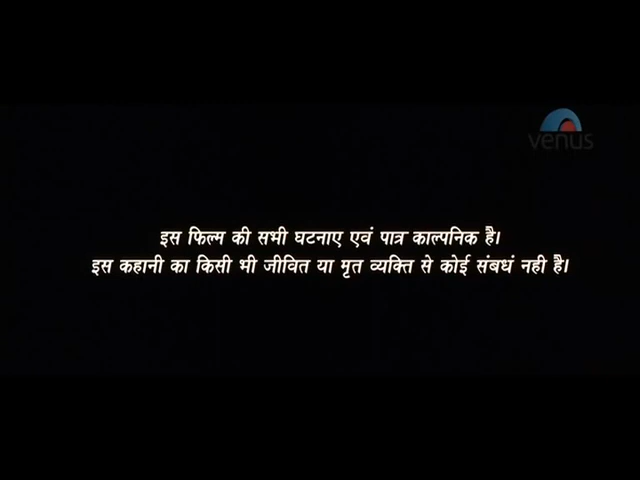 venus
इस फिल्म की सभी घटनाए एवं पात्र काल्पनिक है।
इस कहानी का किसी भी जीवित या मृत व्यक्ति से कोई संबधं नही है।